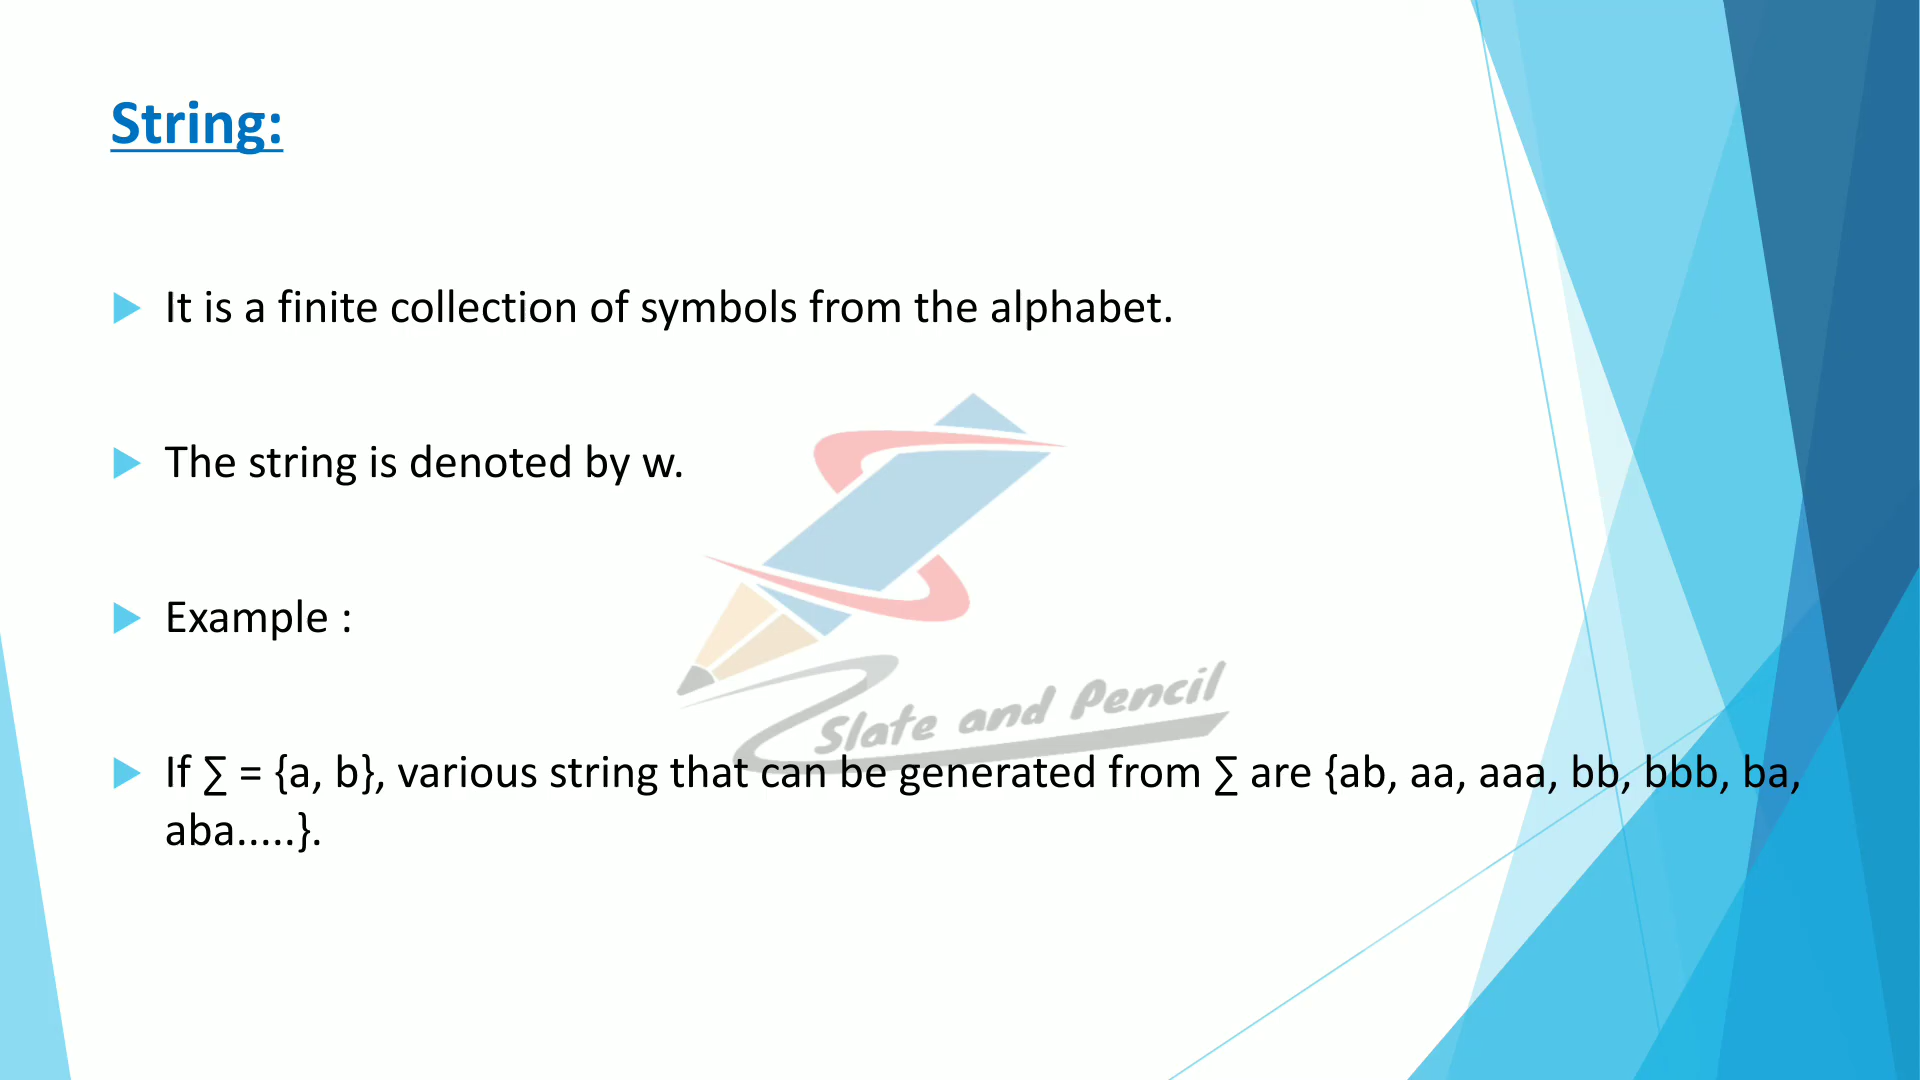 String:
It is a finite collection of symbols from the alphabet.
The string is denoted by w.
Example :
Slate and Pencil
If ∑ = {a, b}, various string that can be generated from ∑ are {ab, aa, aaa, bb, bbb, ba,
aba.....}.